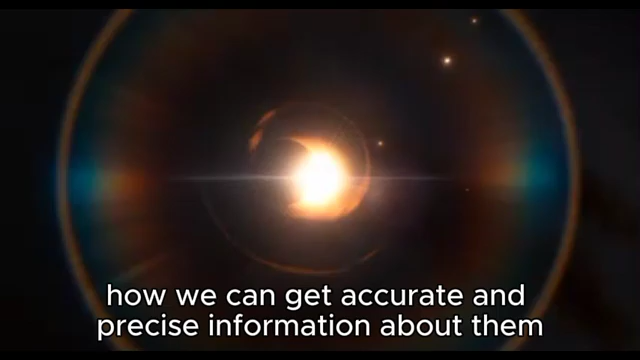 how we can get accurate and
precise information about them